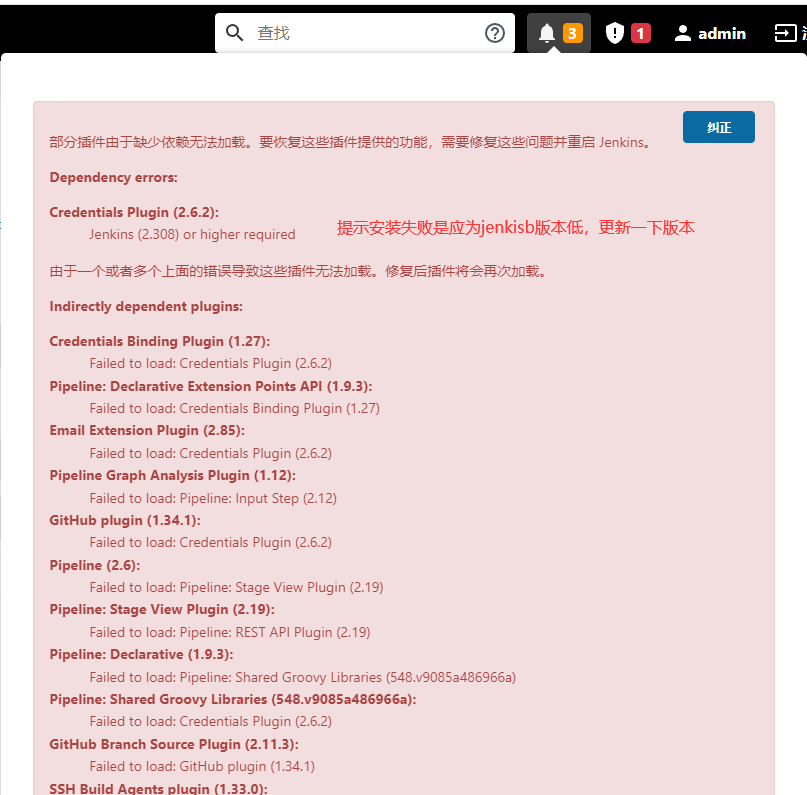 查找
3
1
admin
部分插件由于缺少依赖无法加载。要恢复这些插件提供的功能，需要修复这些问题并重启 Jenkins。
纠正
Dependency errors:
Credentials Plugin (2.6.2):
Jenkins (2.308) or higher required
提示安装失败是应为jenkisb版本低，更新一下版本
由于一个或者多个上面的错误导致这些插件无法加载。修复后插件将会再次加载。
Indirectly dependent plugins:
Credentials Binding Plugin (1.27):
Failed to load: Credentials Plugin (2.6.2)
Pipeline: Declarative Extension Points API (1.9.3):
Failed to load: Credentials Binding Plugin (1.27)
Email Extension Plugin (2.85):
Failed to load: Credentials Plugin (2.6.2)
Pipeline Graph Analysis Plugin (1.12):
Failed to load: Pipeline: Input Step (2.12)
GitHub plugin (1.34.1):
Failed to load: Credentials Plugin (2.6.2)
Pipeline (2.6):
Failed to load: Pipeline: Stage View Plugin (2.19)
Pipeline: Stage View Plugin (2.19):
Failed to load: Pipeline: REST API Plugin (2.19)
Pipeline: Declarative (1.9.3):
Failed to load: Pipeline: Shared Groovy Libraries (548.v9085a486966a)
Pipeline: Shared Groovy Libraries (548.v9085a486966a):
Failed to load: Credentials Plugin (2.6.2)
GitHub Branch Source Plugin (2.11.3):
Failed to load: GitHub plugin (1.34.1)
SSH Build Agents plugin (1.33.0):